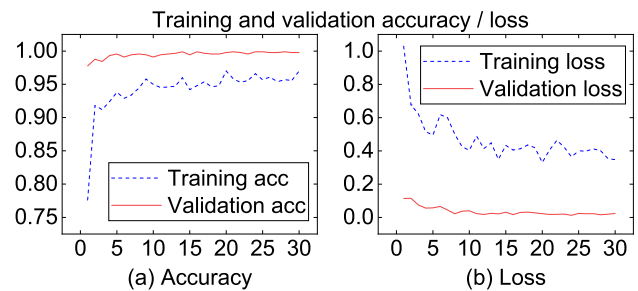 Training and validation accuracy / loss
1.00
0.95
0.90
0.85
0.80
0.75
Training acc
Validation acc
0 5 10 15 20 25 30
(a) Accuracy
1.0
0.8
0.6
0.4
0.2
0.0
Training loss
Validation loss
0 5 10 15 20 25 30
(b) Loss